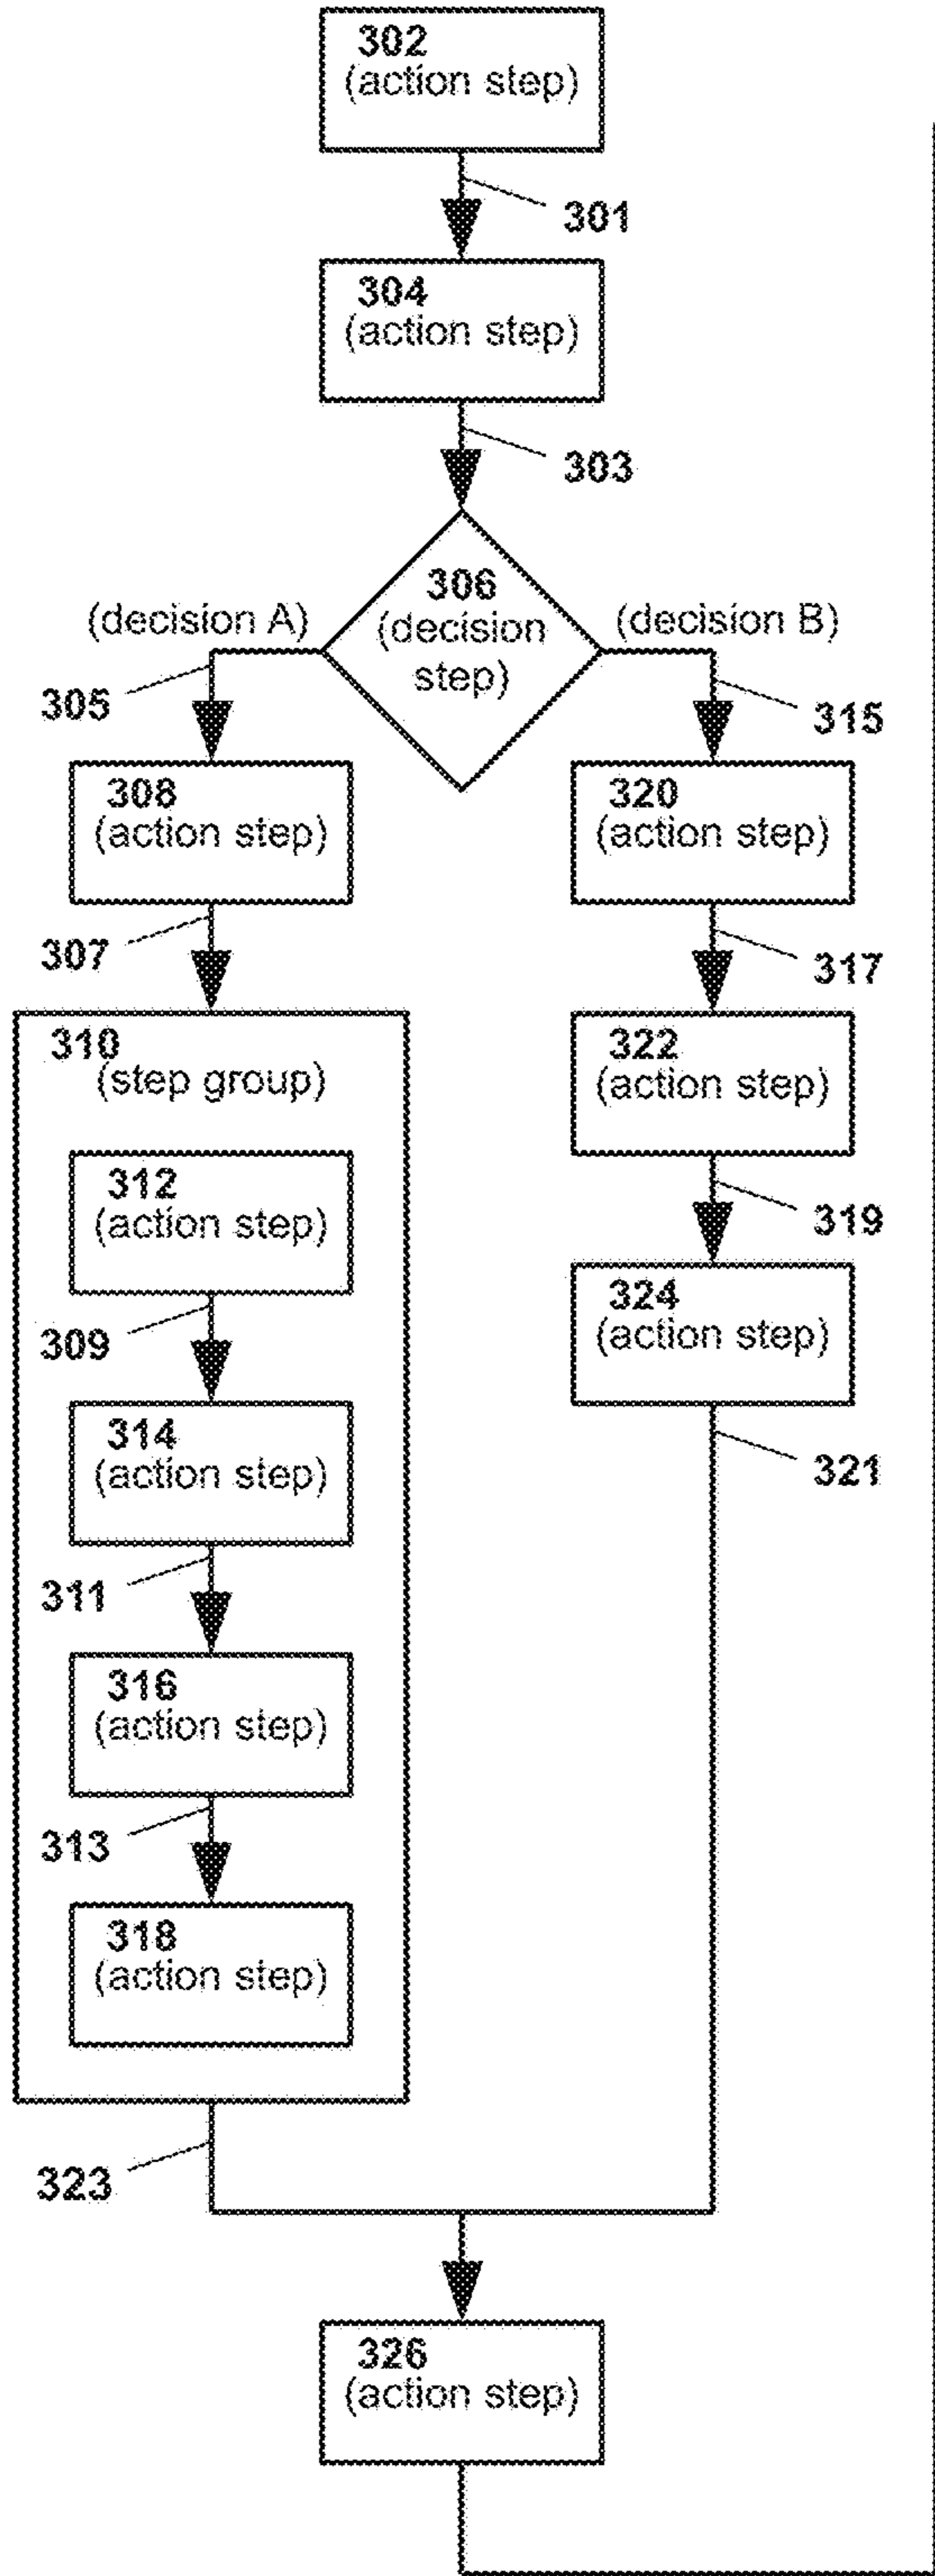 302
(action step)
301
304
(action step)
303
306
(decision step)
(decision A)
(decision B)
305
315
308
(action step)
320
(action step)
307
317
310
(step group)
322
(action step)
312
(action step)
319
309
324
(action step)
314
(action step)
321
311
316
(action step)
313
318
(action step)
323
326
(action step)